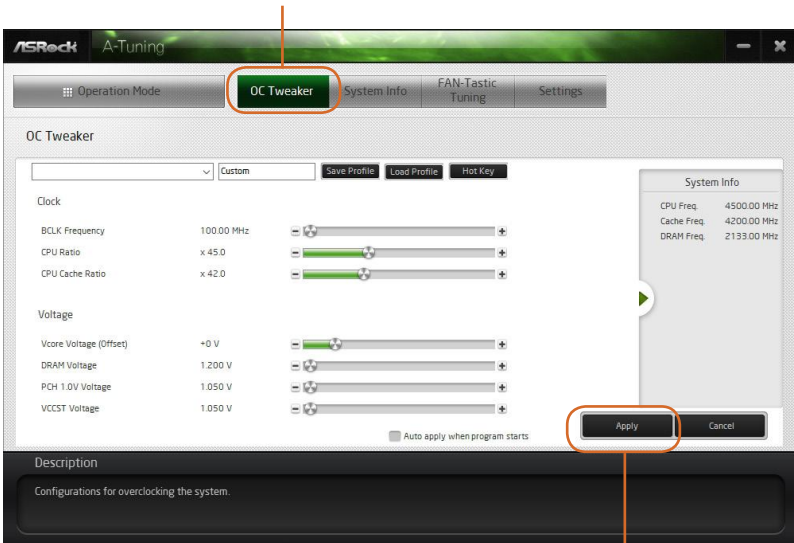 ASRock A-Tuning
Operation Mode OC Tweaker System Info FAN-Tastic Tuning Settings
OC Tweaker
Custom Save Profile Load Profile Hot Key
System Info
CPU Freq. 4500.00 MHz
Cache Freq. 4200.00 MHz
DRAM Freq. 2133.00 MHz
Clock
BCLK Frequency 100.00 MHz
CPU Ratio x 45.0
CPU Cache Ratio x 42.0
Voltage
Vcore Voltage (Offset) +0 V
DRAM Voltage 1.200 V
PCH 1.0V Voltage 1.050 V
VCCST Voltage 1.050 V
Auto apply when program starts
Apply Cancel
Description
Configurations for overclocking the system.